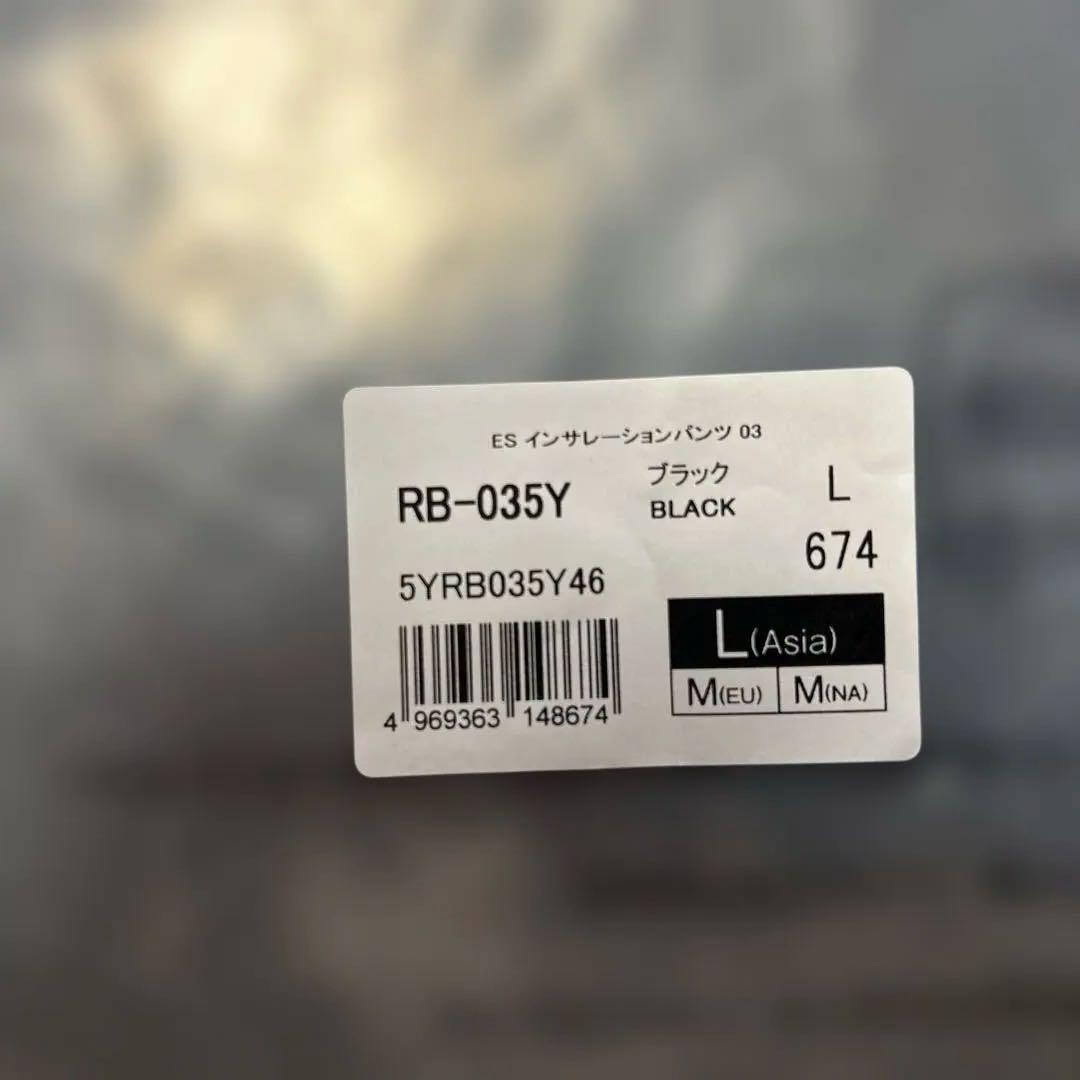 ES インサレーションパンツ 03
RB-035Y
ブラック
BLACK
L
674
5YRB035Y46
4 969363 148674
L(Asia)
M(EU) M(NA)